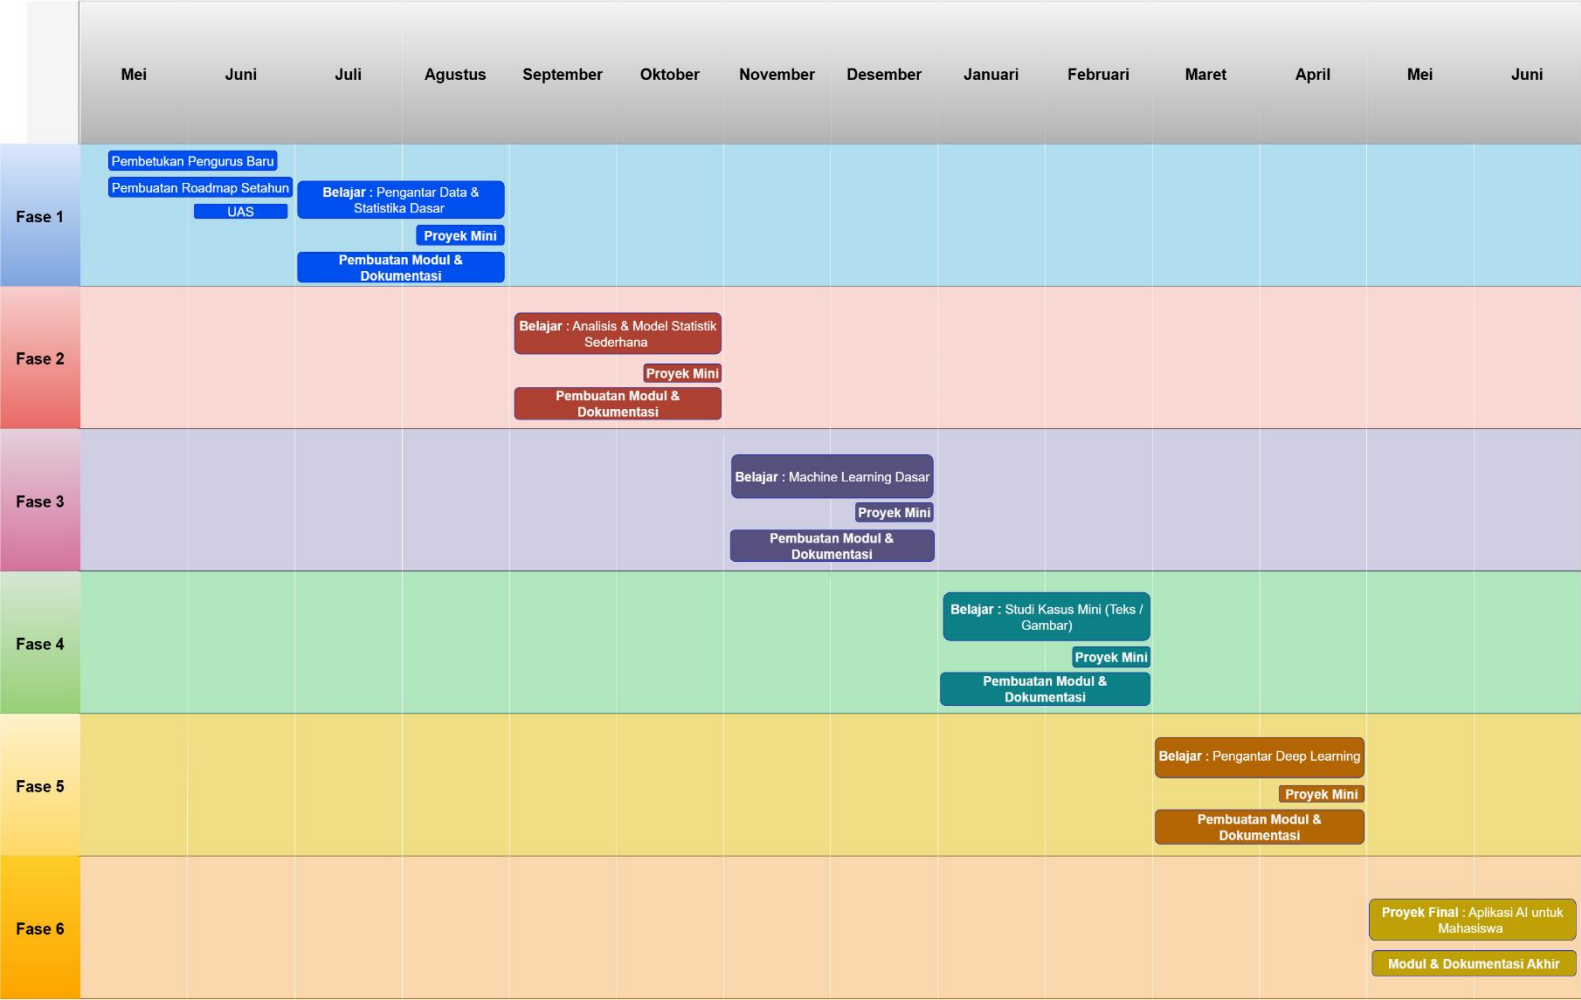 Mei Juni Juli Agustus September Oktober November Desember Januari Februari Maret April Mei Juni
Fase 1
Pembetukan Pengurus Baru
Pembuatan Roadmap Setahun
UAS
Belajar : Pengantar Data &
Statistika Dasar
Proyek Mini
Pembuatan Modul &
Dokumentasi
Fase 2
Belajar : Analisis & Model Statistik
Sederhana
Proyek Mini
Pembuatan Modul &
Dokumentasi
Fase 3
Belajar : Machine Learning Dasar
Proyek Mini
Pembuatan Modul &
Dokumentasi
Fase 4
Belajar : Studi Kasus Mini (Teks /
Gambar)
Proyek Mini
Pembuatan Modul &
Dokumentasi
Fase 5
Belajar : Pengantar Deep Learning
Proyek Mini
Pembuatan Modul &
Dokumentasi
Fase 6
Proyek Final : Aplikasi AI untuk
Mahasiswa
Modul & Dokumentasi Akhir